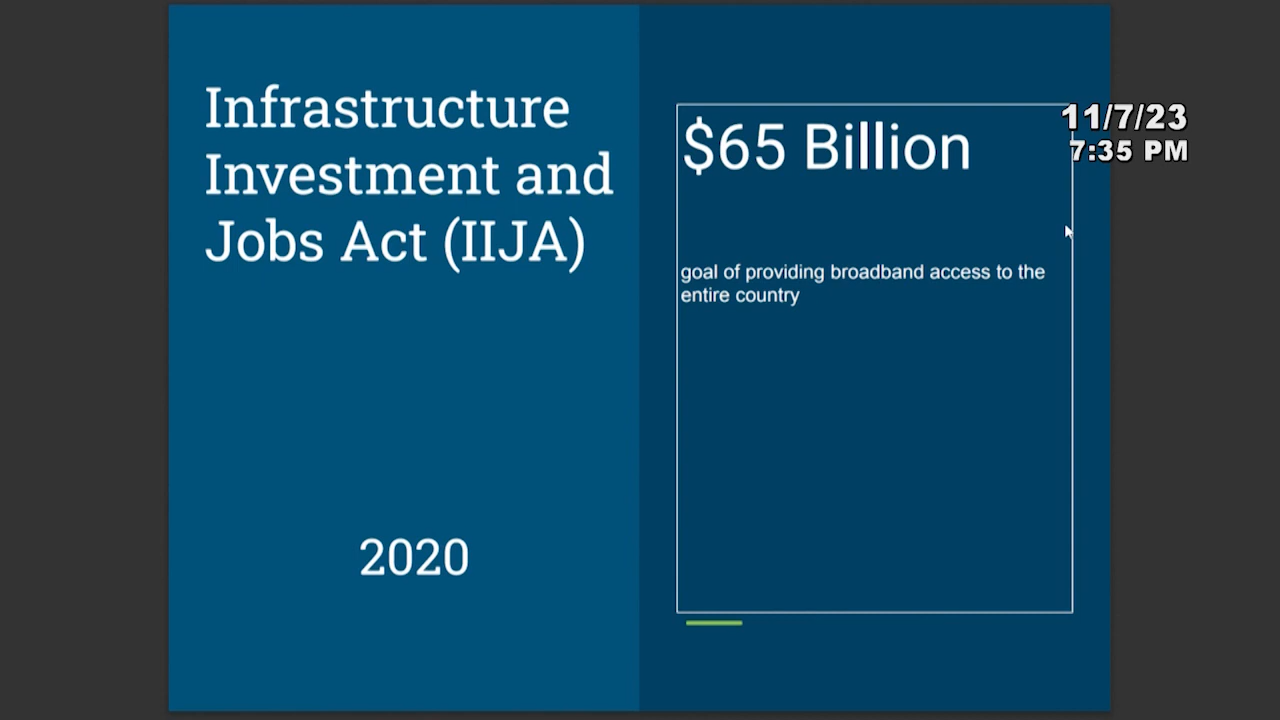 Infrastructure
Investment and
Jobs Act (IIJA)
2020
$65 Billion
goal of providing broadband access to the
entire country
11/7/23
7:35 PM